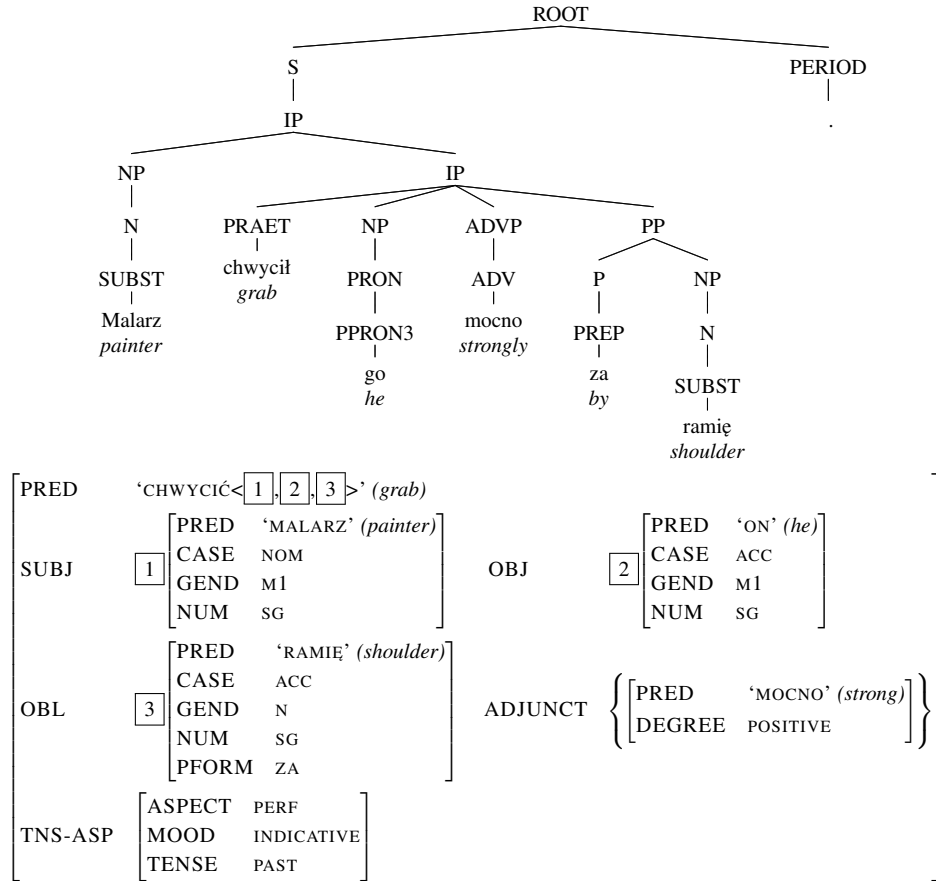 ROOT
S PERIOD
IP .
NP IP
N PRAET NP ADVP PP
SUBST chwycił PRON ADV P NP
grab
Malarz PPRON3 mocno PREP N
painter strongly
go za SUBST
he by
ramię
shoulder
PRED ‘CHWYCIĆ<1,2,3>’ (grab)
SUBJ 1 PRED ‘MALARZ’ (painter) OBJ 2 PRED ‘ON’ (he)
CASE NOM CASE ACC
GEND M1 GEND M1
NUM SG NUM SG
OBL 3 PRED ‘RAMIĘ’ (shoulder)
CASE ACC
GEND N
NUM SG
PFORM ZA
ADJUNCT { PRED ‘MOCNO’ (strong)
DEGREE POSITIVE }
TNS-ASP ASPECT PERF
MOOD INDICATIVE
TENSE PAST